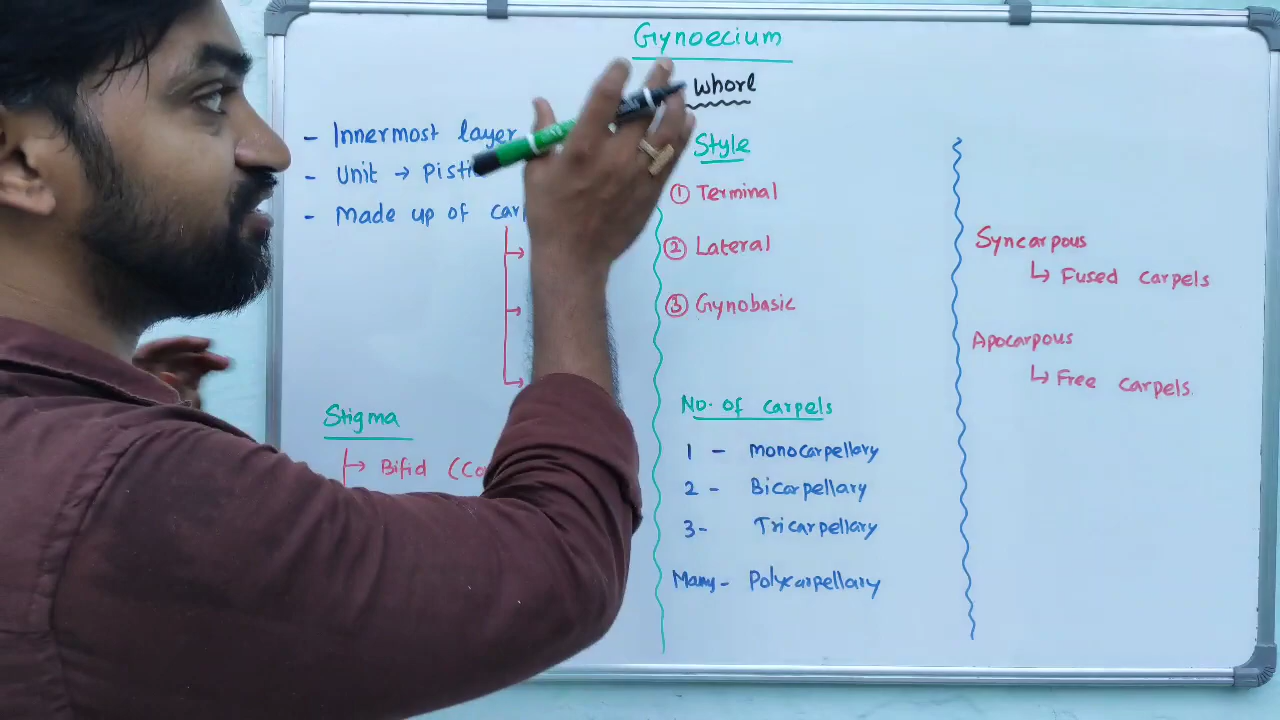 Gynoecium
whorl
- Innermost layer
- Unit → Pisti
- Made up of car
Stigma
↳ Bifid (Co
Style
① Terminal
② Lateral
③ Gynobasic
No. of carpels
1 - monocarpellary
2 - Bicarpellary
3- Tricarpellary
Many - Polycarpellary
Syncarpous
↳ Fused carpels
Apocarpous
↳ Free carpels.